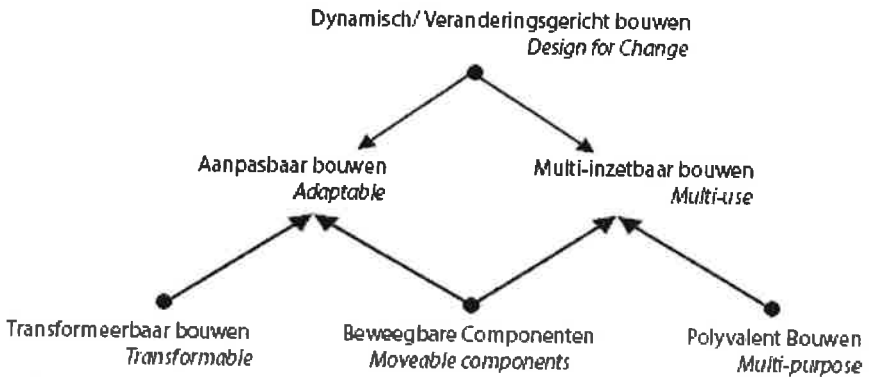 Dynamisch/ Veranderingsgericht bouwen
Design for Change
Aanpasbaar bouwen
Adaptable
Multi-inzetbaar bouwen
Multi-use
Transformeerbaar bouwen
Transformable
Beweegbare Componenten
Moveable components
Polyvalent Bouwen
Multi-purpose